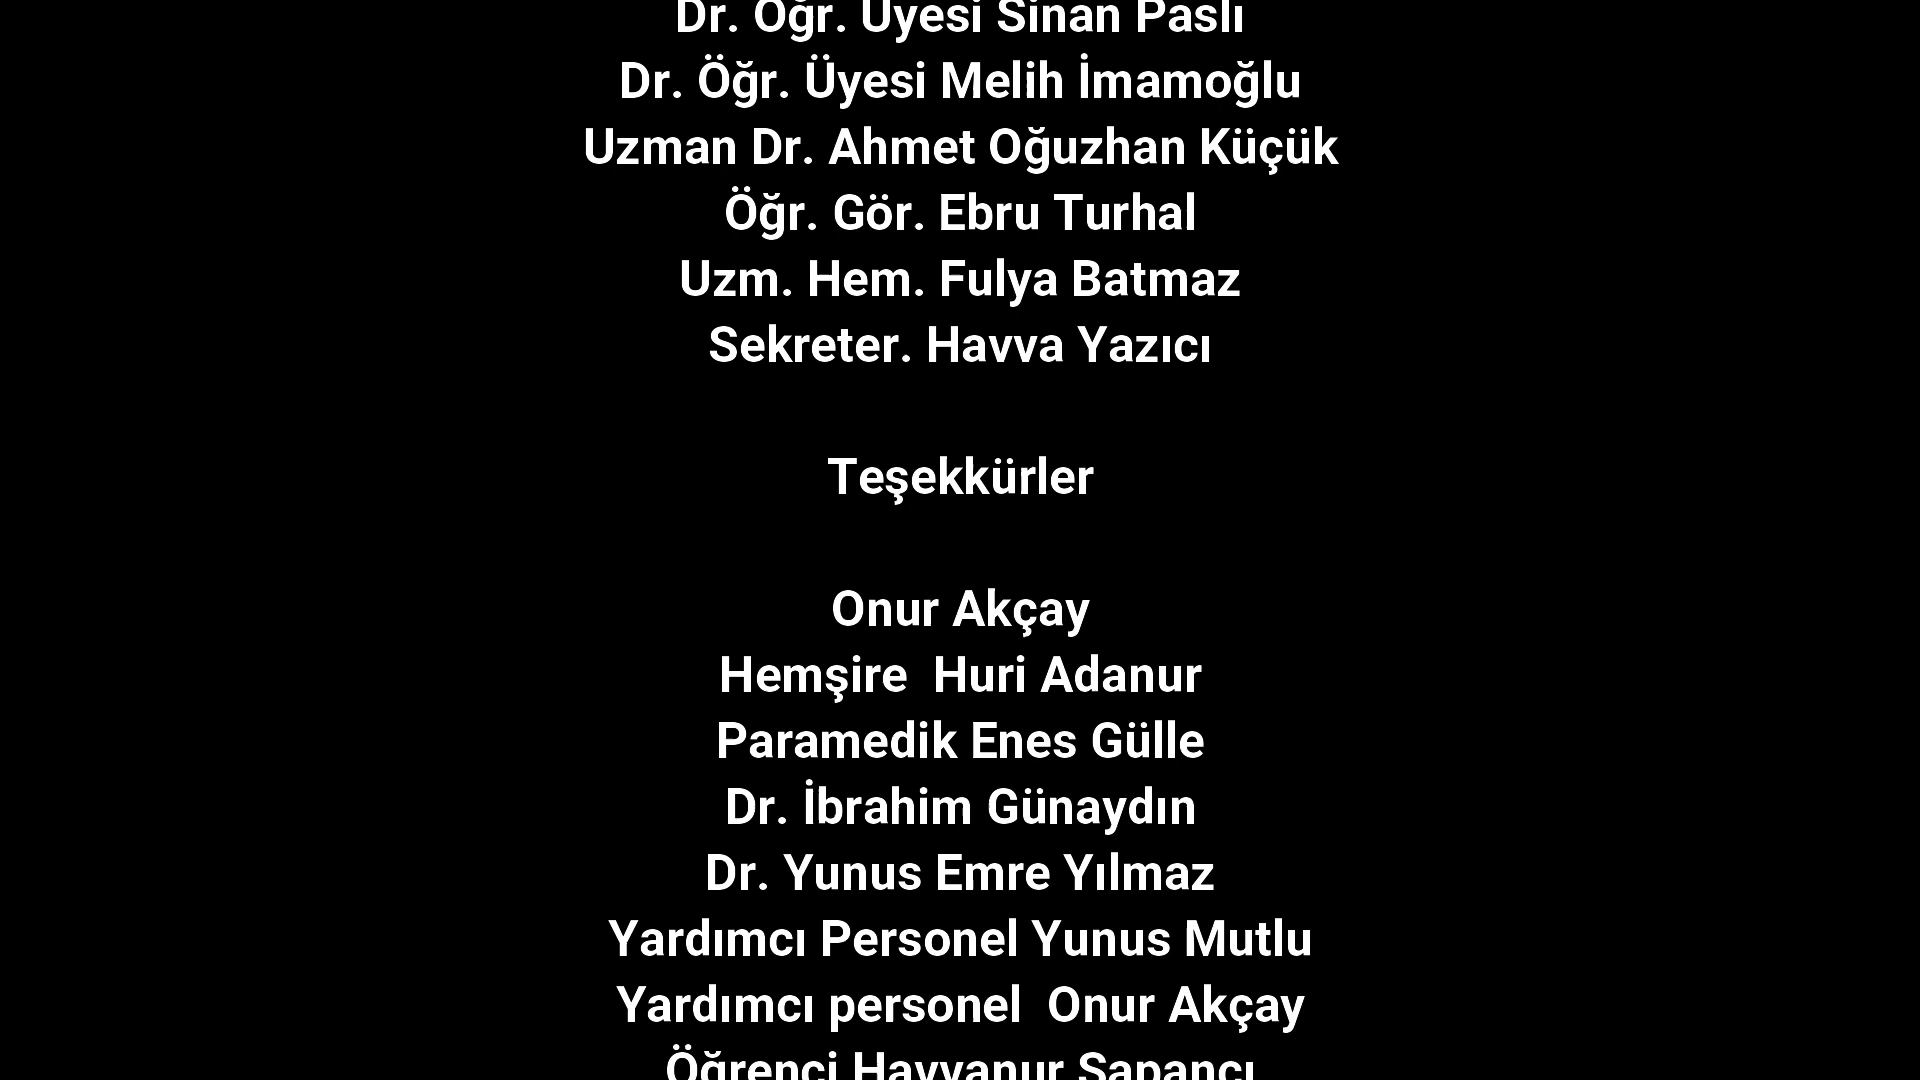 Dr. Öğr. Üyesi Sinan Paslı
Dr. Öğr. Üyesi Melih İmamoğlu
Uzman Dr. Ahmet Oğuzhan Küçük
Öğr. Gör. Ebru Turhal
Uzm. Hem. Fulya Batmaz
Sekreter. Havva Yazıcı
Teşekkürler
Onur Akçay
Hemşire  Huri Adanur
Paramedik Enes Gülle
Dr. İbrahim Günaydın
Dr. Yunus Emre Yılmaz
Yardımcı Personel Yunus Mutlu
Yardımcı personel  Onur Akçay
Öğrenci Havvanur Sapancı